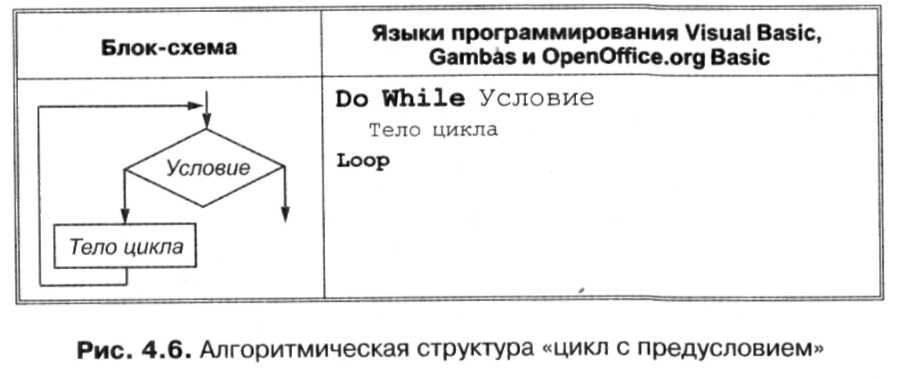 Блок-схема
Языки программирования Visual Basic,
Gambas и OpenOffice.org Basic
Условие
Тело цикла
Do While Условие
Тело цикла
Loop
Рис. 4.6. Алгоритмическая структура «цикл с предусловием»